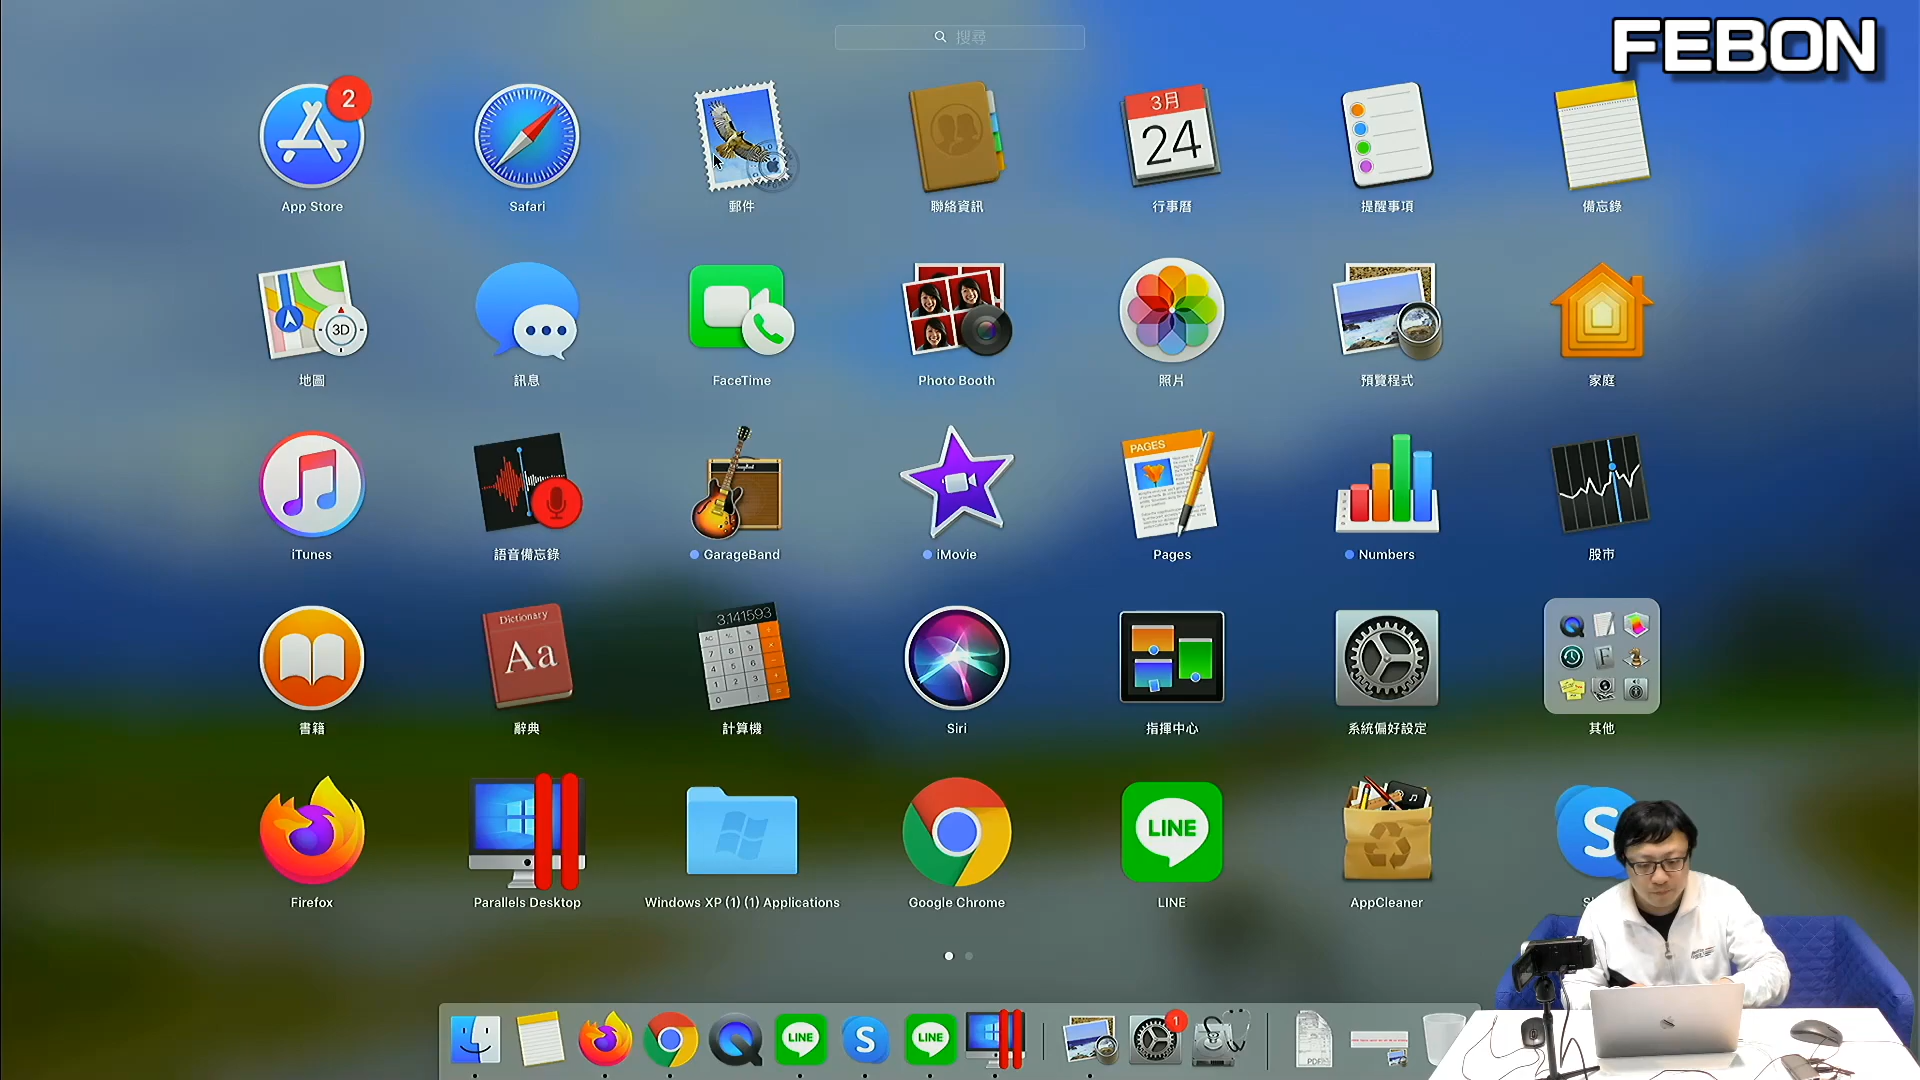 搜尋
FEBON
2
3月
24
App Store
Safari
郵件
聯絡資訊
行事曆
提醒事項
備忘錄
3D
地圖
訊息
FaceTime
Photo Booth
照片
預覽程式
家庭
PAGES
iTunes
語音備忘錄
GarageBand
iMovie
Pages
Numbers
股市
Dictionary
Aa
3.141593
書籍
辭典
計算機
Siri
指揮中心
系統偏好設定
其他
LINE
S
Firefox
Parallels Desktop
Windows XP (1) (1) Applications
Google Chrome
LINE
AppCleaner
LINE
S
LINE
1
PDF